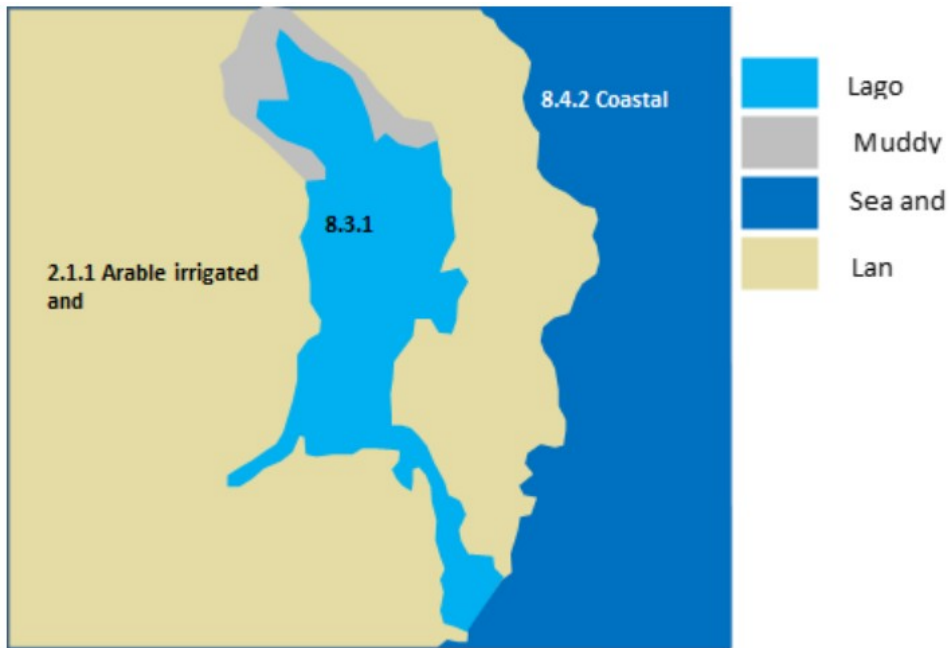 8.4.2 Coastal
8.3.1
2.1.1 Arable irrigated
and
Lago
Muddy
Sea and
Lan